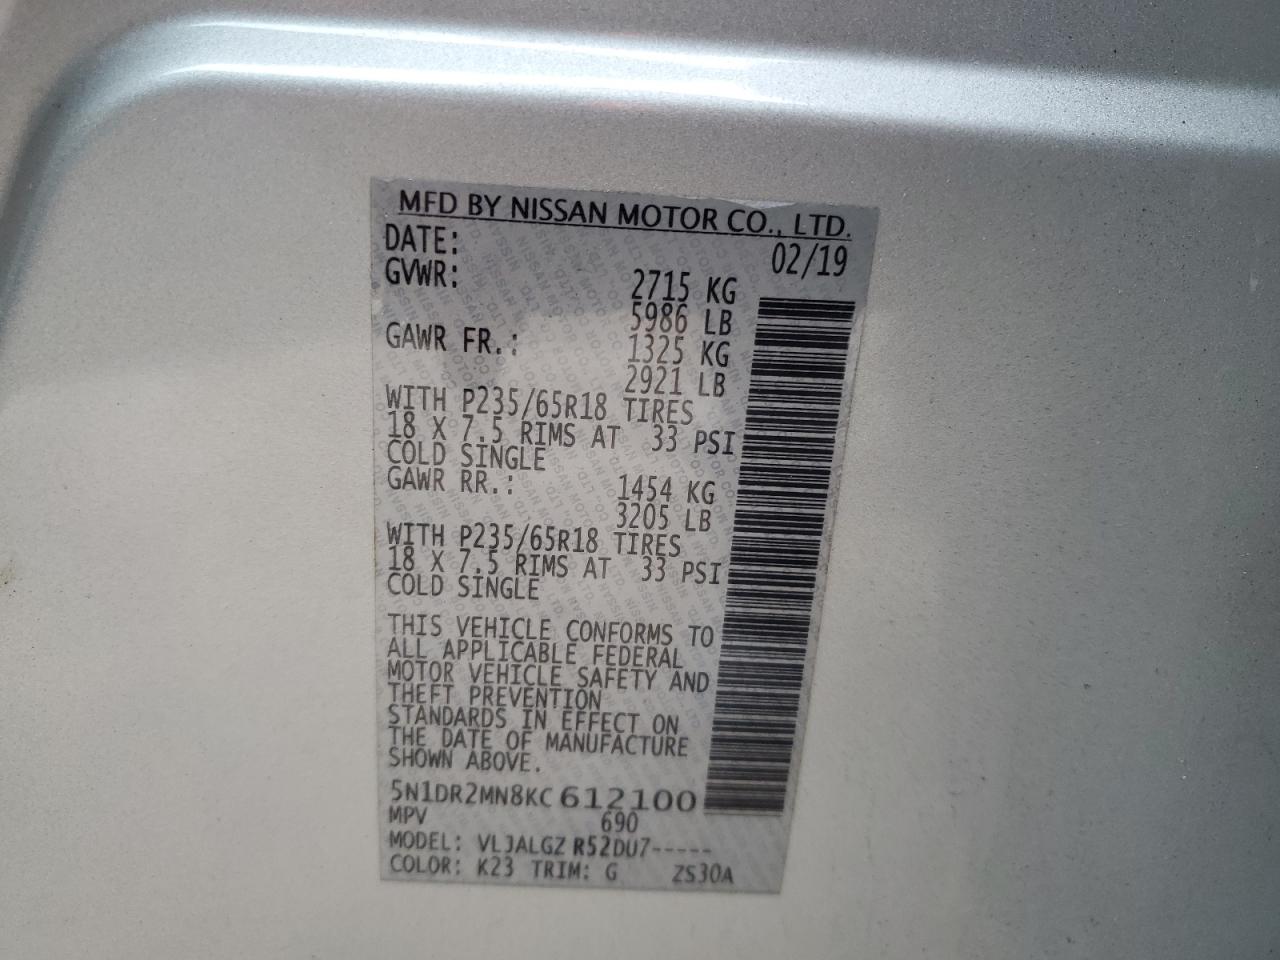 MFD BY NISSAN MOTOR CO., LTD.
DATE: 02/19
GVWR: 2715 KG
5986 LB
GAWR FR.: 1325 KG
2921 LB
WITH P235/65R18 TIRES
18 X 7.5 RIMS AT 33 PSI
COLD SINGLE
GAWR RR.: 1454 KG
3205 LB
WITH P235/65R18 TIRES
18 X 7.5 RIMS AT 33 PSI
COLD SINGLE
THIS VEHICLE CONFORMS TO
ALL APPLICABLE FEDERAL
MOTOR VEHICLE SAFETY AND
THEFT PREVENTION
STANDARDS IN EFFECT ON
THE DATE OF MANUFACTURE
SHOWN ABOVE.
5N1DR2MN8KC612100
MPV 690
MODEL: VLJALGZ R52DU7-----
COLOR: K23 TRIM: G ZS30A